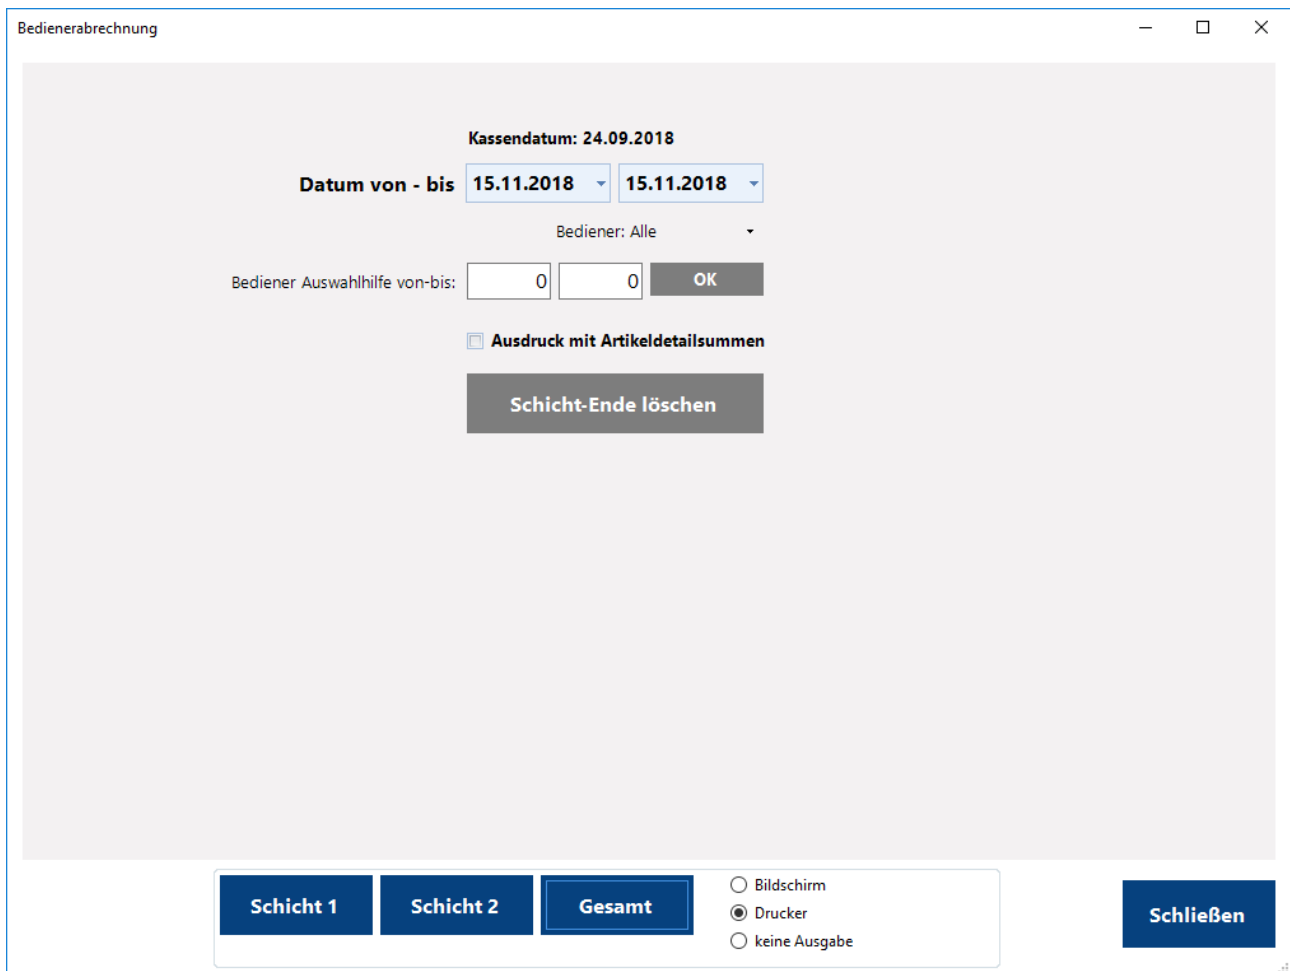 Bedienerabrechnung
Kassendatum: 24.09.2018
Datum von - bis 15.11.2018 15.11.2018
Bediener: Alle
Bediener Auswahlhilfe von-bis: 0 0 OK
Ausdruck mit Artikeldetailsummen
Schicht-Ende löschen
Schicht 1 Schicht 2 Gesamt
Bildschirm
Drucker
keine Ausgabe
Schließen